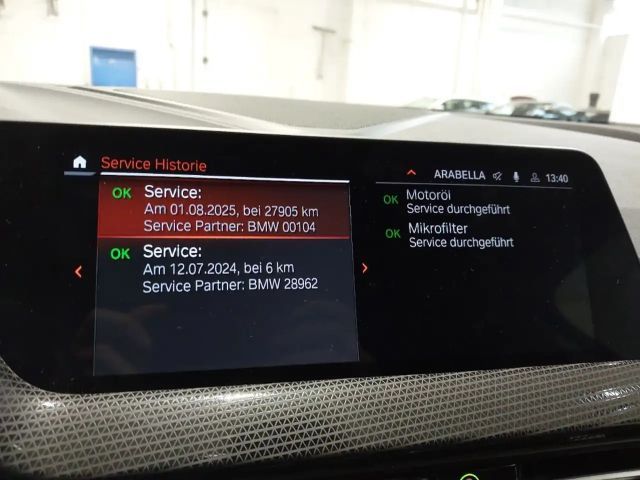 Service Historie
ARABELLA 13:40
OK Service:
Am 01.08.2025, bei 27905 km
Service Partner: BMW 00104
OK Service:
Am 12.07.2024, bei 6 km
Service Partner: BMW 28962
OK Motoröl
Service durchgeführt
OK Mikrofilter
Service durchgeführt